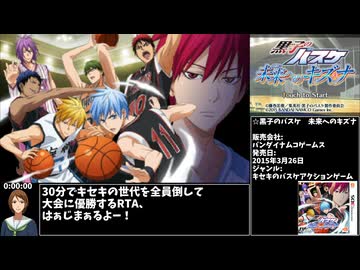 黒子のバスケ
未来へのキズナ
Touch to Start
©藤巻忠俊/集英社・黒子のバスケ製作委員会
©2015 BANDAI NAMCO Games Inc.
☆黒子のバスケ 未来へのキズナ
販売会社:
バンダイナムコゲームス
発売日:
2015年3月26日
ジャンル:
キセキのバスケアクションゲーム
0:00:00
30分でキセキの世代を全員倒して
大会に優勝するRTA、
はぁじまぁるよー!